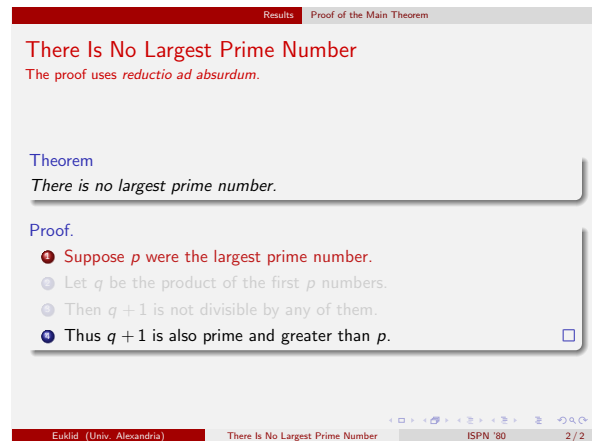 Results Proof of the Main Theorem
There Is No Largest Prime Number
The proof uses reductio ad absurdum.
Theorem
There is no largest prime number.
Proof.
1 Suppose p were the largest prime number.
2 Let q be the product of the first p numbers.
3 Then q + 1 is not divisible by any of them.
4 Thus q + 1 is also prime and greater than p.
Euklid (Univ. Alexandria) There Is No Largest Prime Number ISPN '80 2 / 2